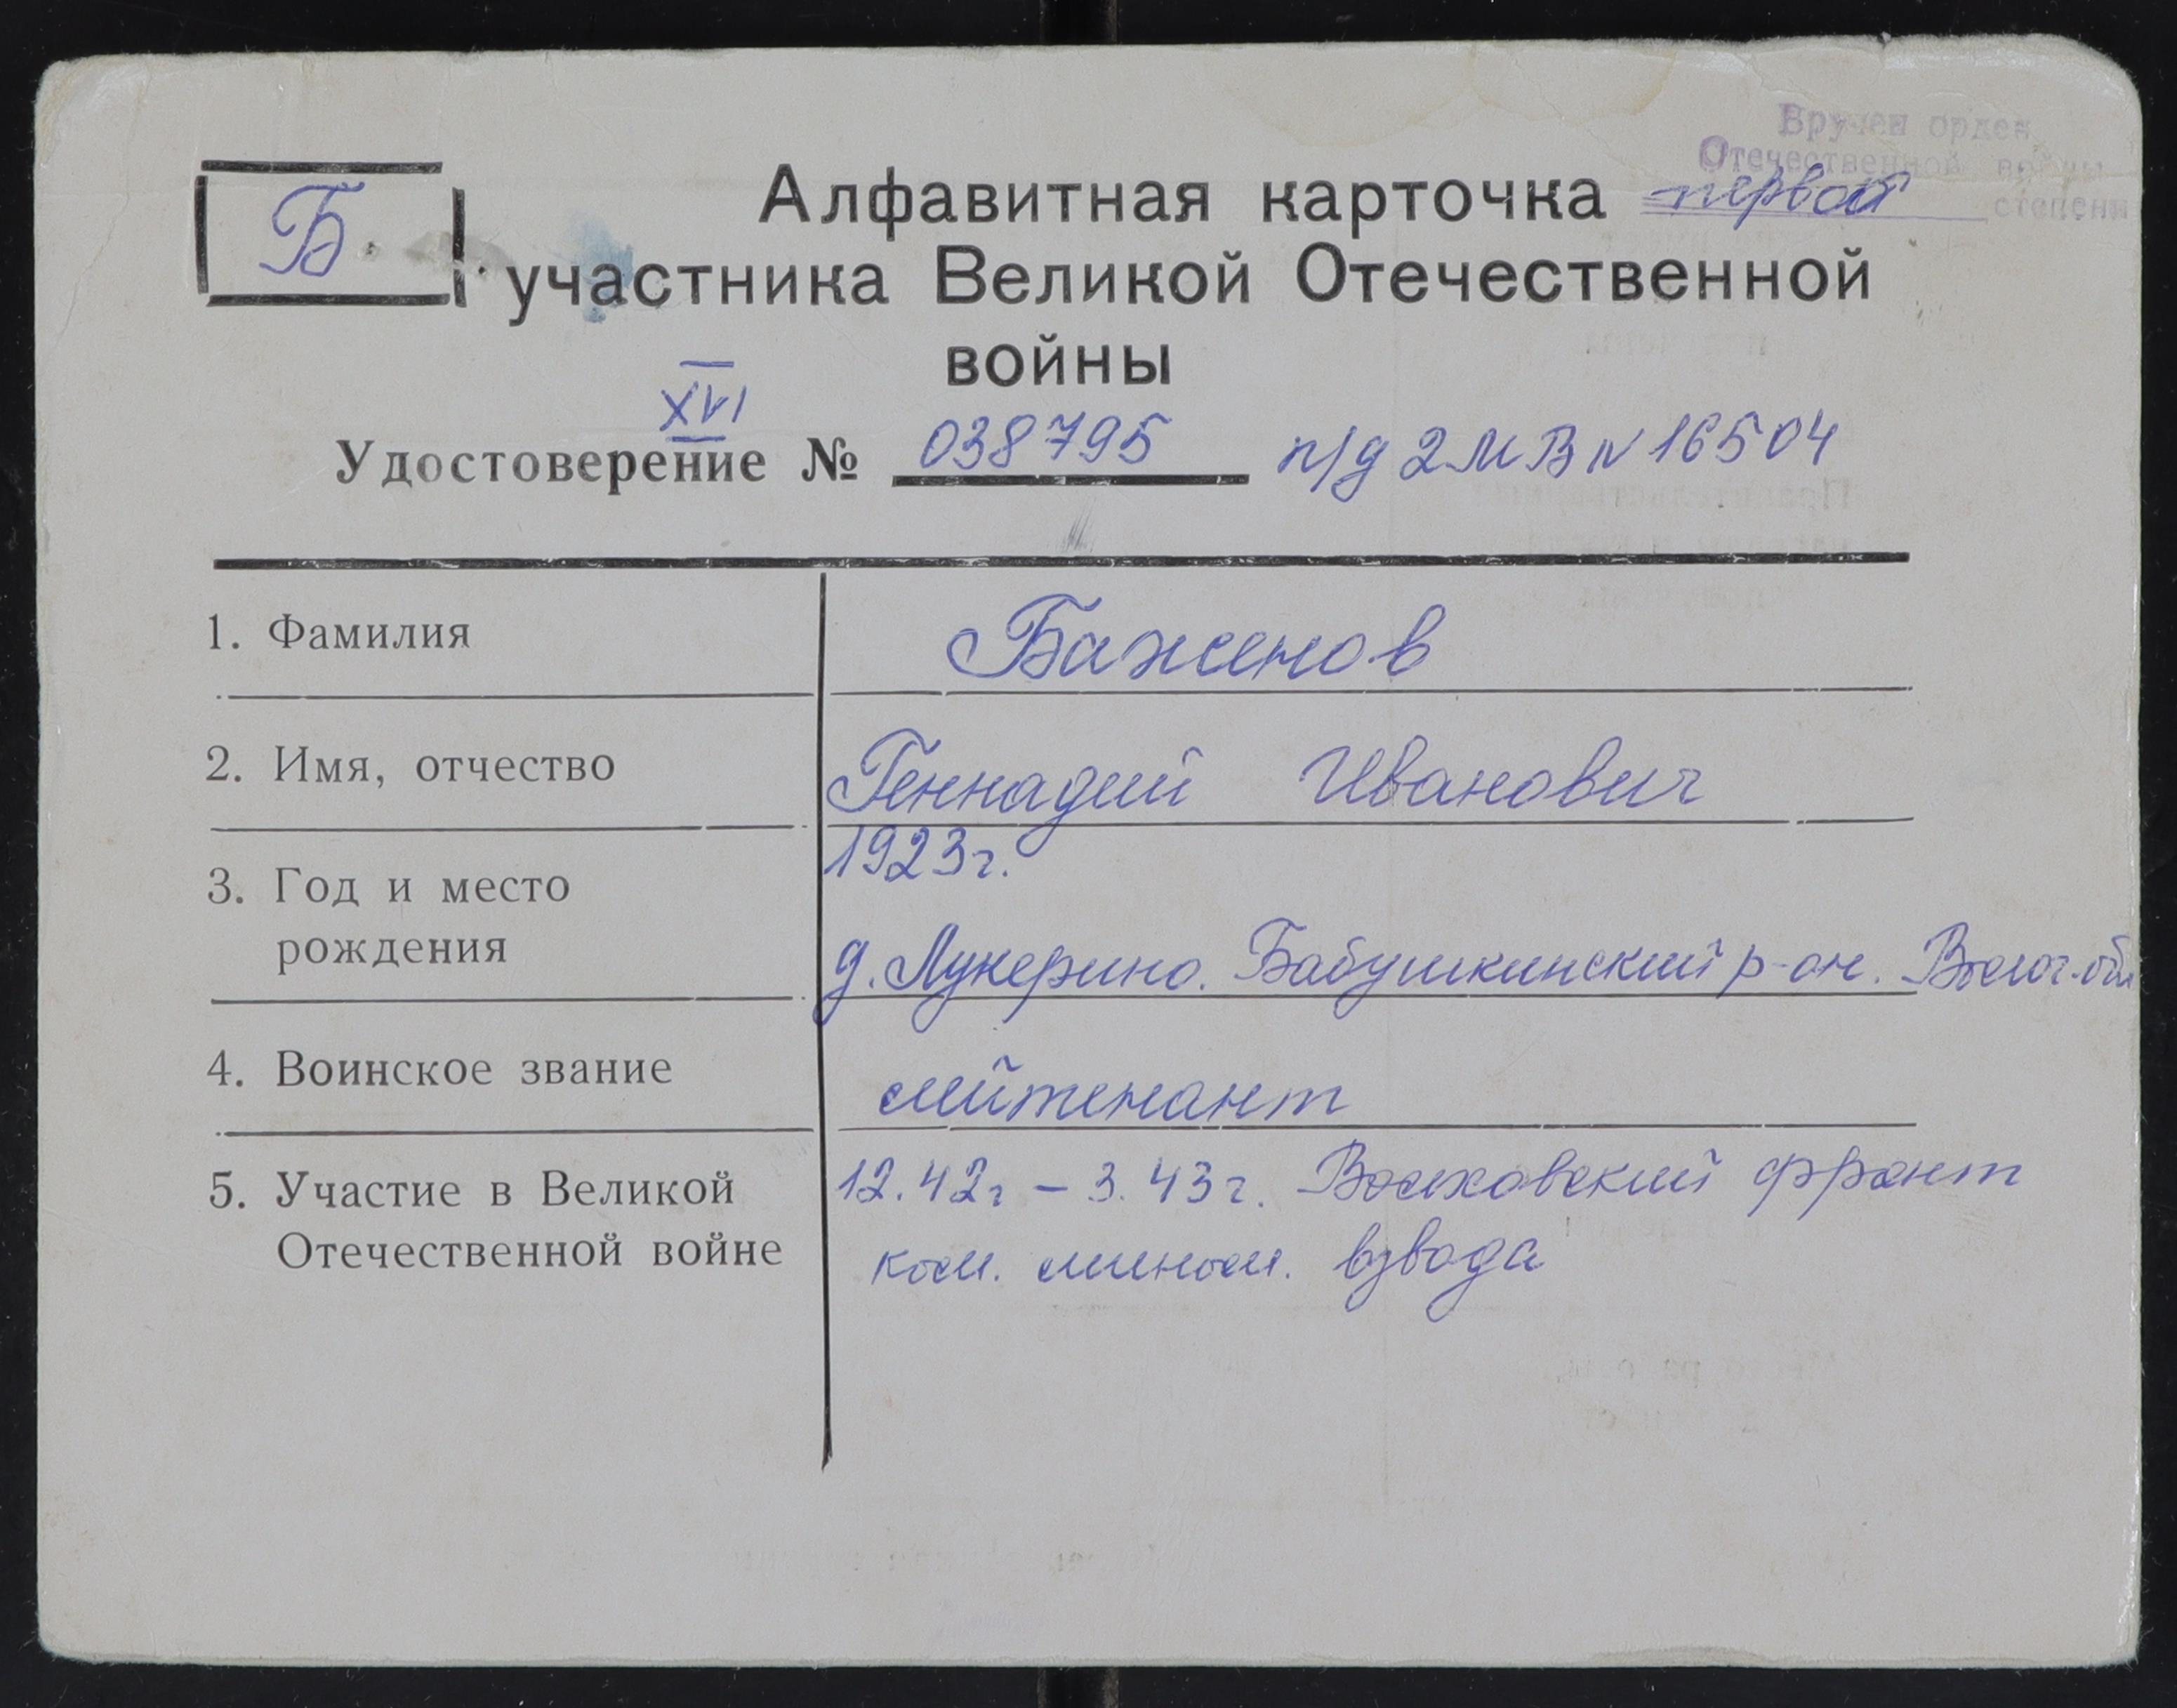 Вручен орден
Отечественной войны
первой степени
Б
Алфавитная карточка
участника Великой Отечественной
войны
XVI
Удостоверение № 038795 п/д 2МВ N 16504
1. Фамилия Баженов
2. Имя, отчество Геннадий Иванович
3. Год и место 1923г.
рождения д. Лукерино. Бабушкинский р-он. Волог. обл
4. Воинское звание лейтенант
5. Участие в Великой 12.42г – 3.43г. Волховский фронт
Отечественной войне ком. мином. взвода